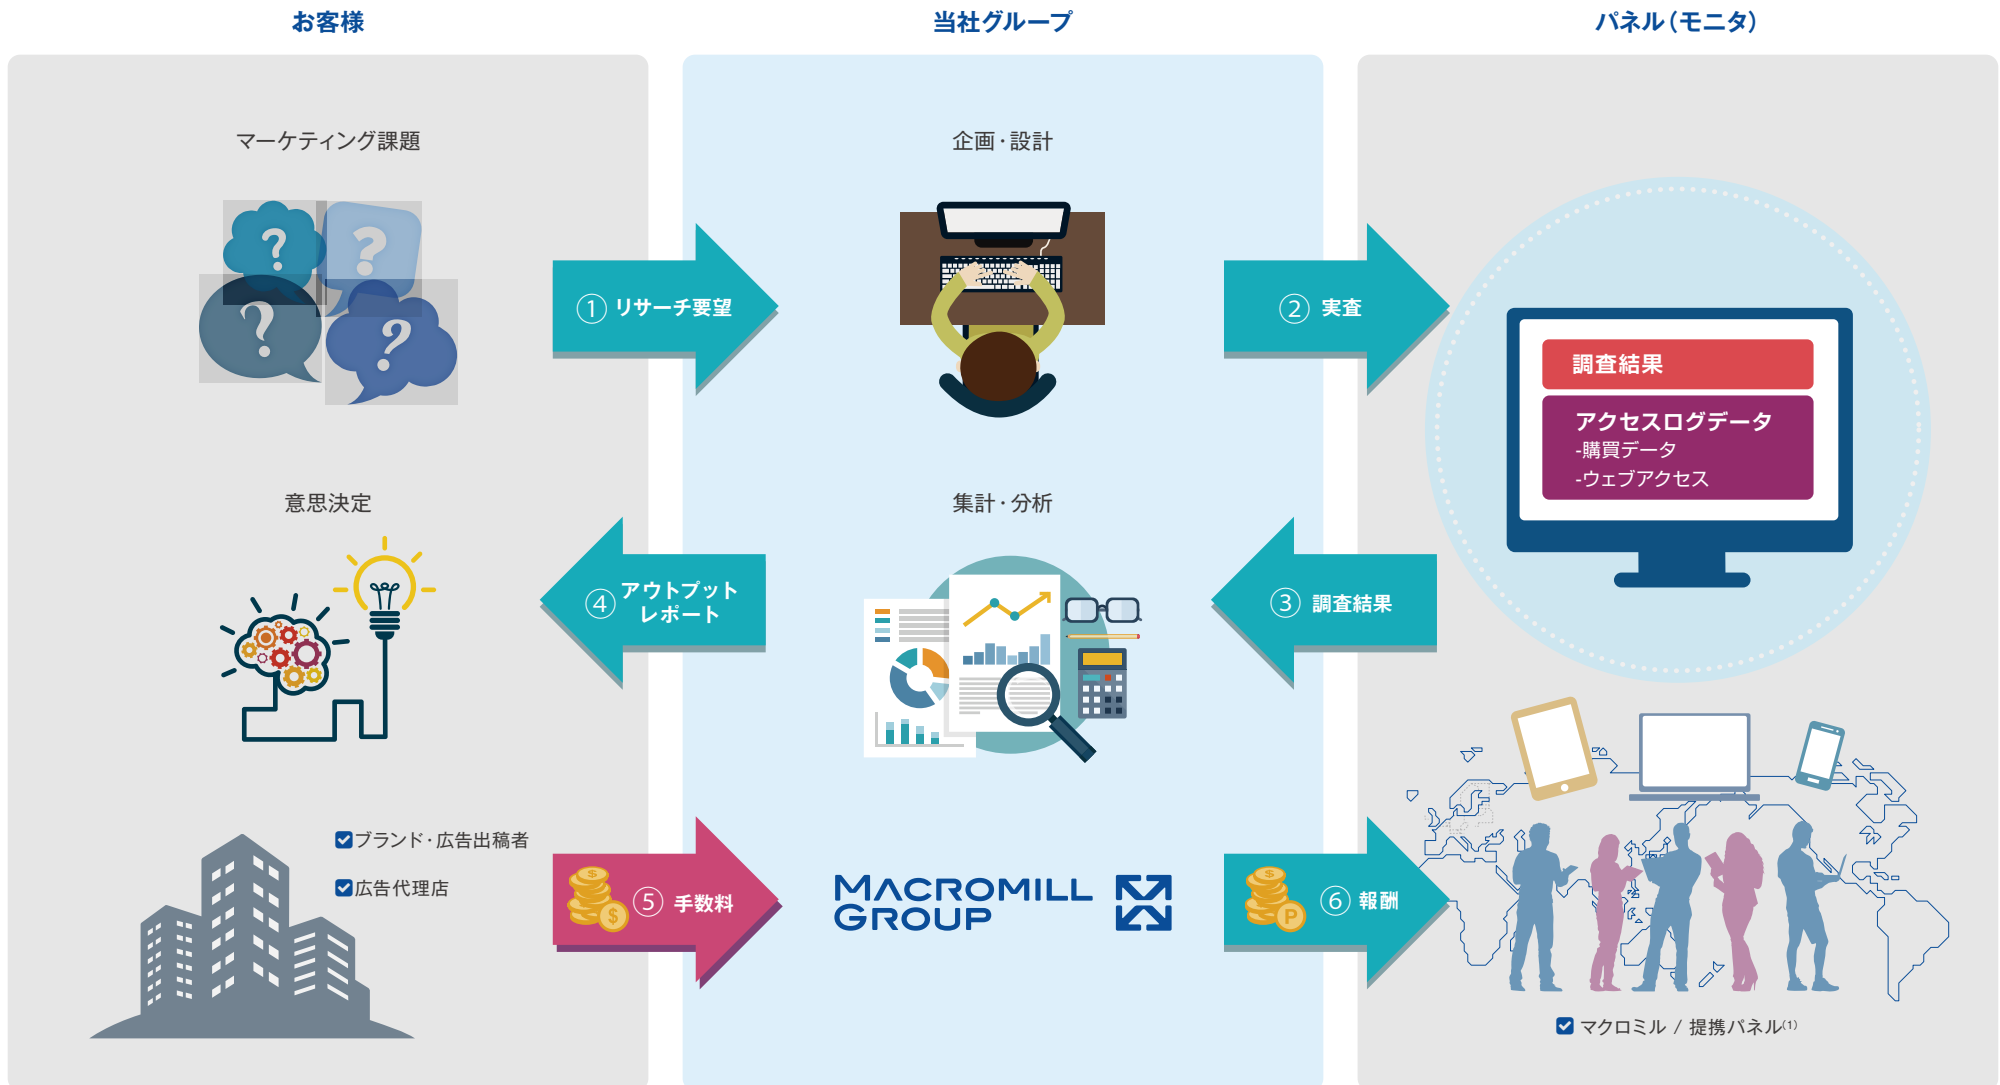 お客様
当社グループ
パネル（モニタ）
マーケティング課題
企画・設計
① リサーチ要望
② 実査
調査結果
アクセスログデータ
-購買データ
-ウェブアクセス
意思決定
集計・分析
④ アウトプット
レポート
③ 調査結果
ブランド・広告出稿者
広告代理店
⑤ 手数料
MACROMILL
GROUP
⑥ 報酬
マクロミル / 提携パネル(1)